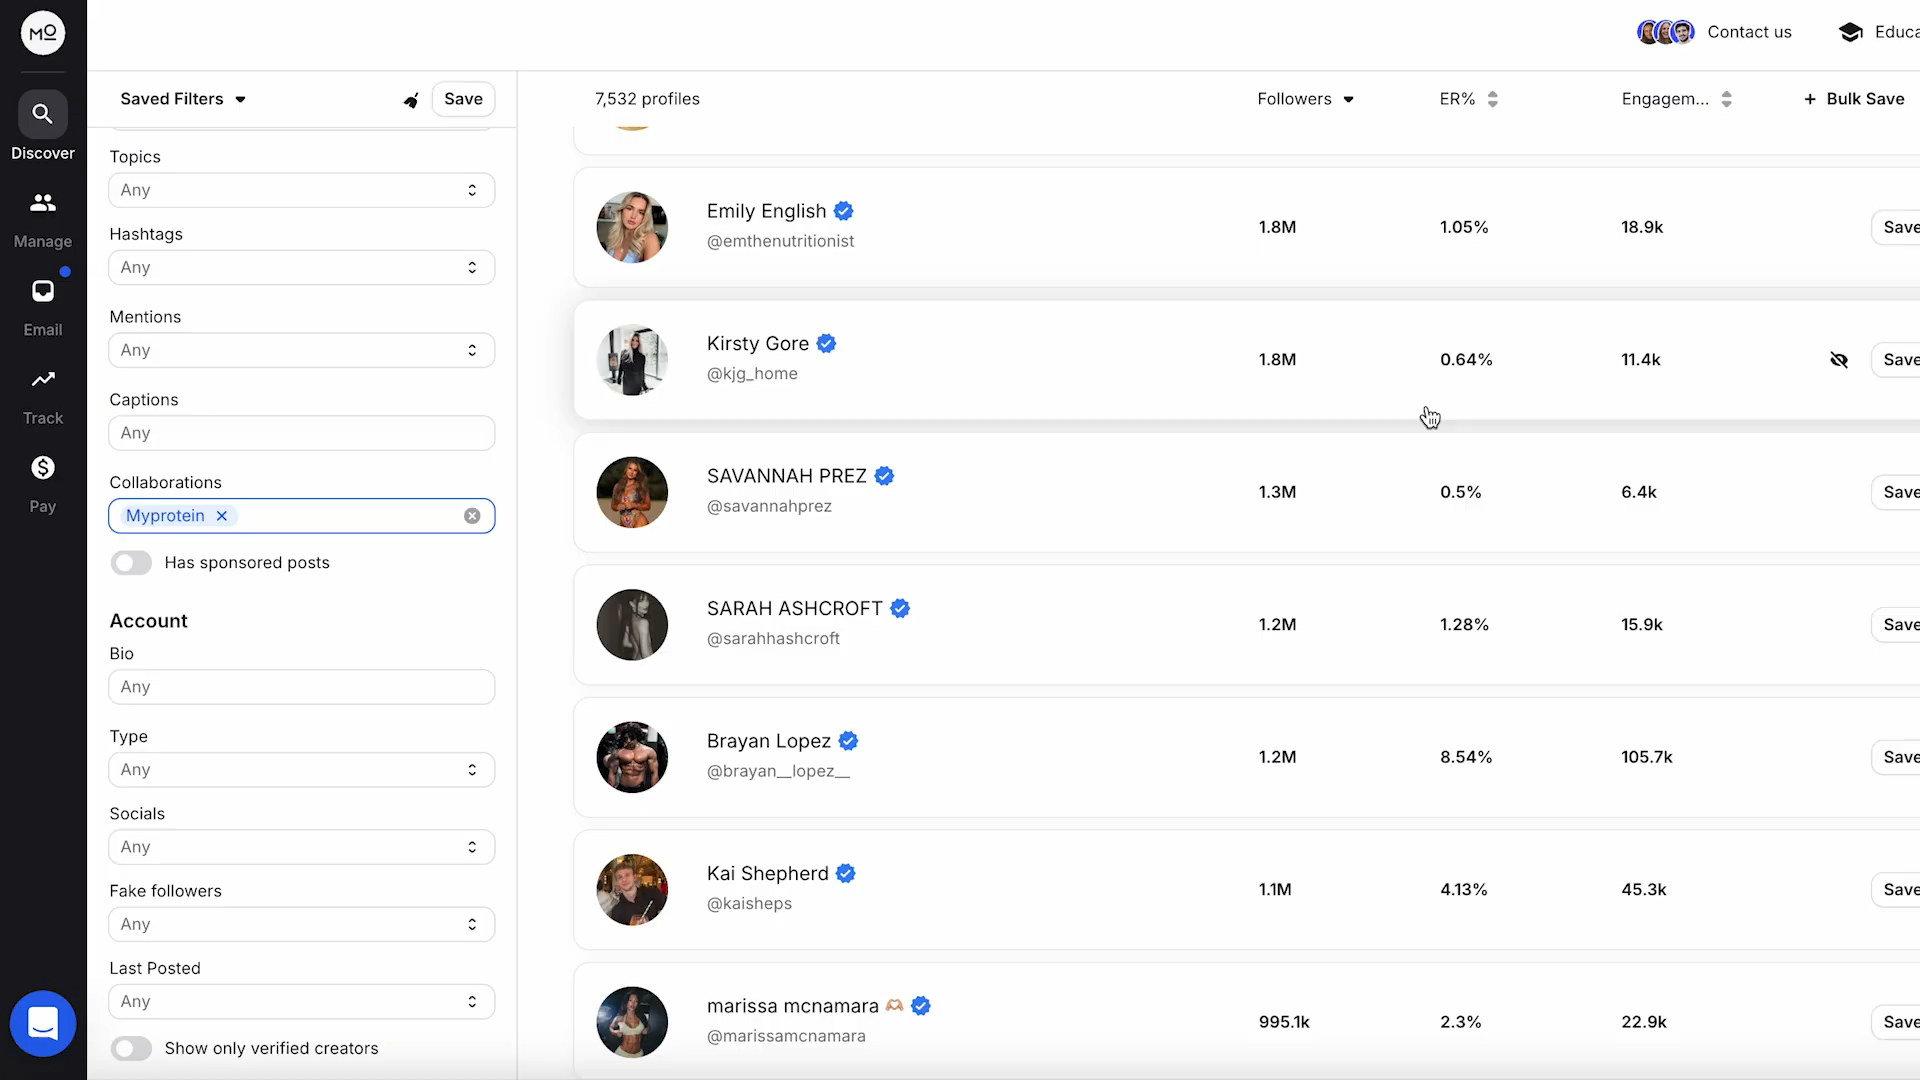 MO
Contact us
Educa
Discover
Manage
Email
Track
Pay
Saved Filters
Save
Topics
Any
Hashtags
Any
Mentions
Any
Captions
Any
Collaborations
Myprotein
Has sponsored posts
Account
Bio
Any
Type
Any
Socials
Any
Fake followers
Any
Last Posted
Any
Show only verified creators
7,532 profiles Followers ER% Engagem... + Bulk Save
Emily English
@emthenutritionist
1.8M 1.05% 18.9k Save
Kirsty Gore
@kjg_home
1.8M 0.64% 11.4k Save
SAVANNAH PREZ
@savannahprez
1.3M 0.5% 6.4k Save
SARAH ASHCROFT
@sarahhashcroft
1.2M 1.28% 15.9k Save
Brayan Lopez
@brayan__lopez__
1.2M 8.54% 105.7k Save
Kai Shepherd
@kaisheps
1.1M 4.13% 45.3k Save
marissa mcnamara 🫶🏼
@marissamcnamara
995.1k 2.3% 22.9k Save